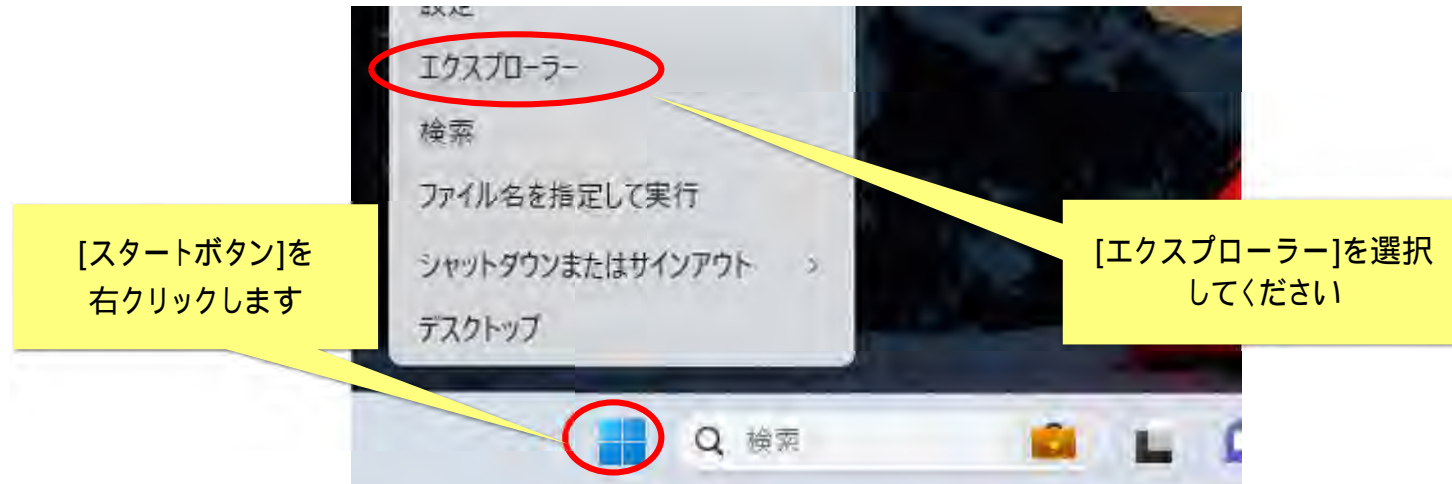 設定
エクスプローラー
検索
ファイル名を指定して実行
シャットダウンまたはサインアウト
デスクトップ
[スタートボタン]を
右クリックします
[エクスプローラー]を選択
してください
検索